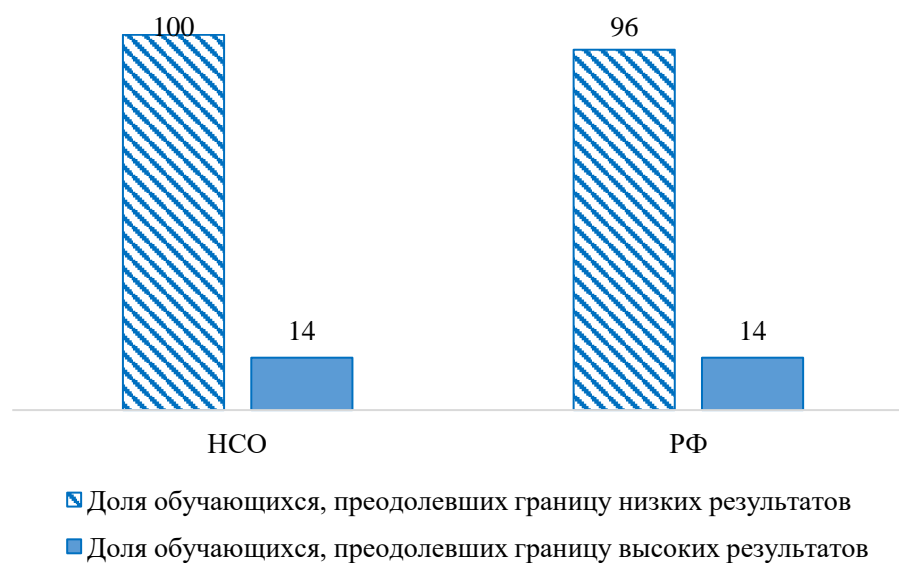 100
96
14
14
НСО
РФ
Доля обучающихся, преодолевших границу низких результатов
Доля обучающихся, преодолевших границу высоких результатов